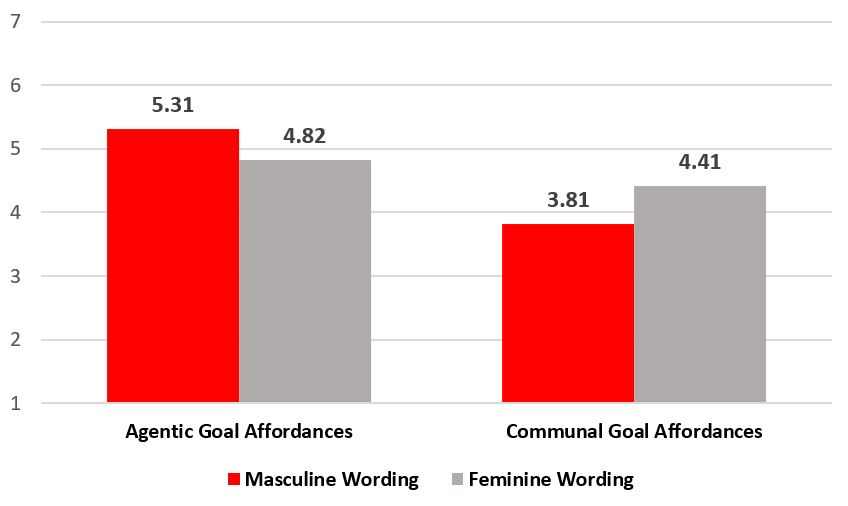 7
6
5.31
4.82
5
4.41
3.81
4
3
2
1
Agentic Goal Affordances
Communal Goal Affordances
Masculine Wording
Feminine Wording